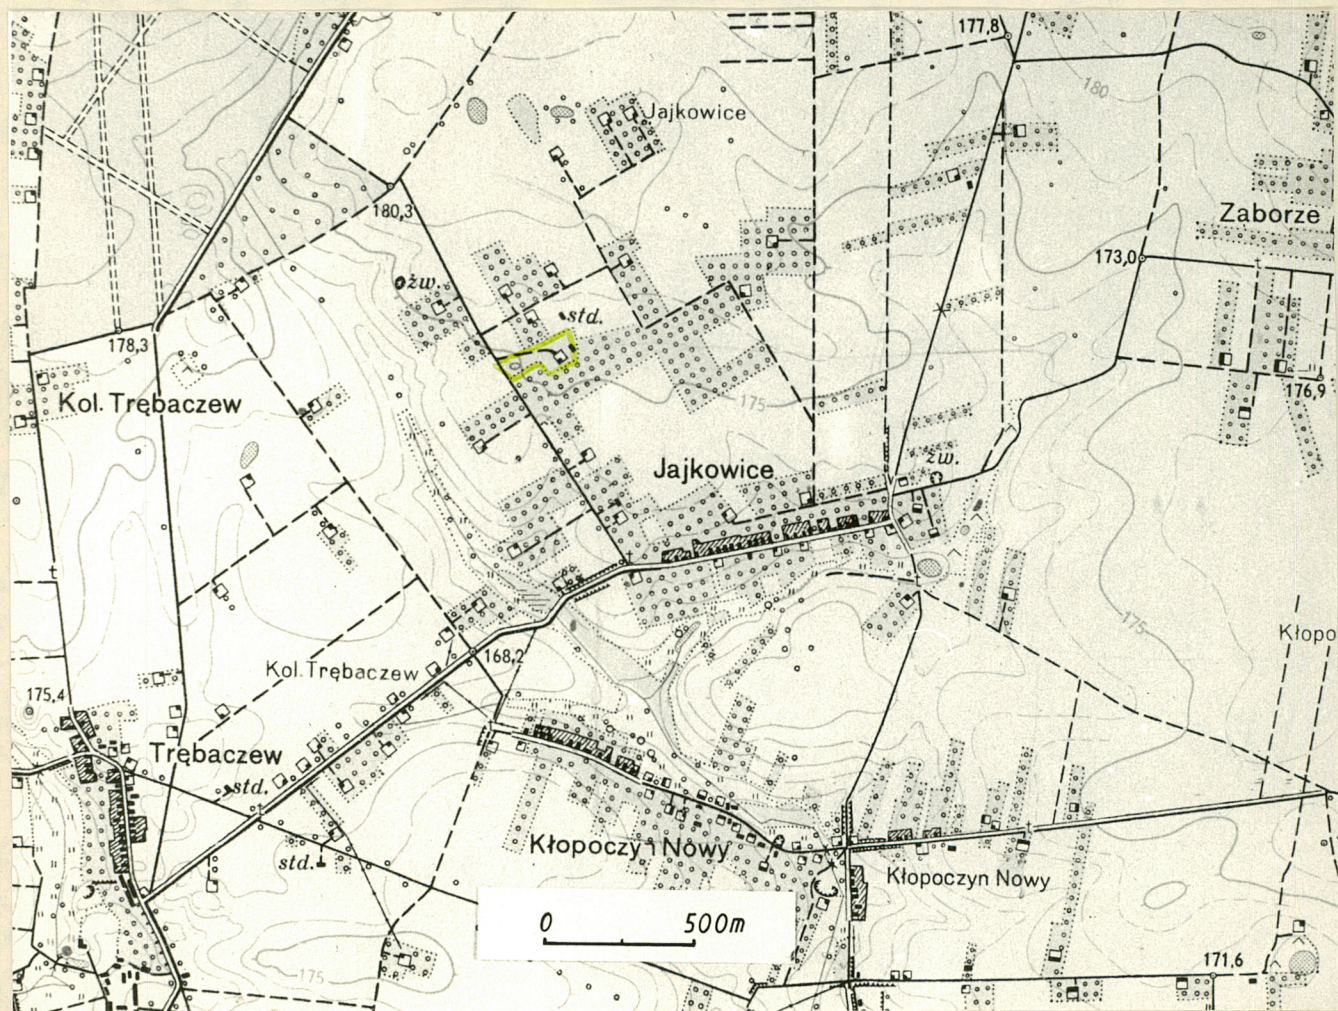 177,8
180
Jajkowice
180,3
Zaborze
173,0
żw.
std.
178,3
176,9
Kol. Trębaczew
175
Jajkowice
żw.
175
Kłopo
168,2
Kol. Trębaczew
175,4
Trębaczew
std.
Kłopoczyn Nowy
std.
Kłopoczyn Nowy
0 500m
171,6
175